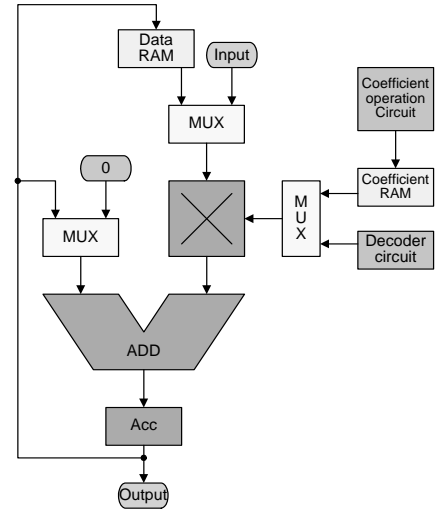 Data
RAM
Input
Coefficient
operation
Circuit
MUX
0
Coefficient
RAM
M
U
X
MUX
Decoder
circuit
ADD
Acc
Output